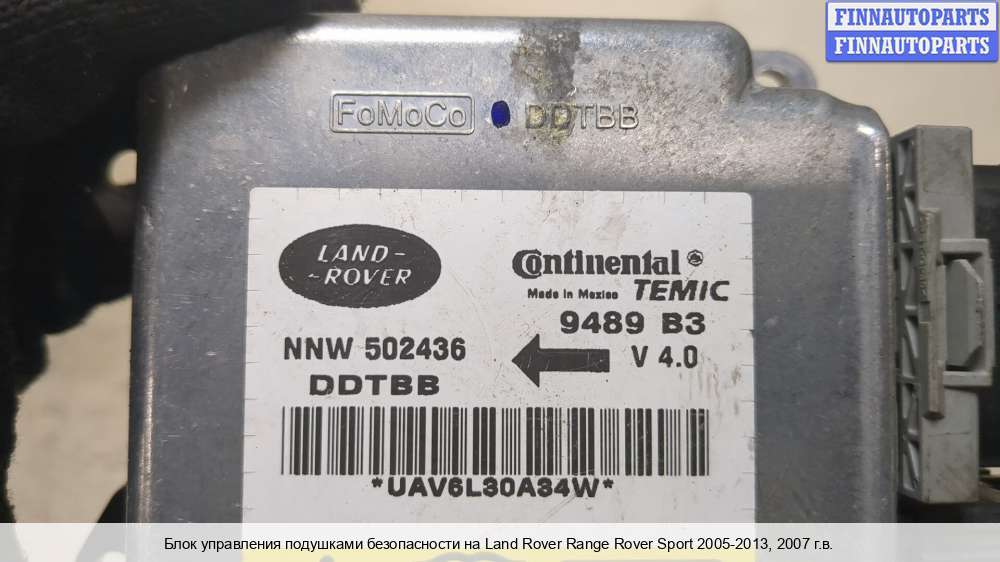 FINNAUTOPARTS
FINNAUTOPARTS
FoMoCo DDTBB
LAND-
-ROVER
Continental
Made in Mexico TEMIC
9489 B3
NNW 502436
V 4.0
DDTBB
*UAV6L30A34W*
Блок управления подушками безопасности на Land Rover Range Rover Sport 2005-2013, 2007 г.в.